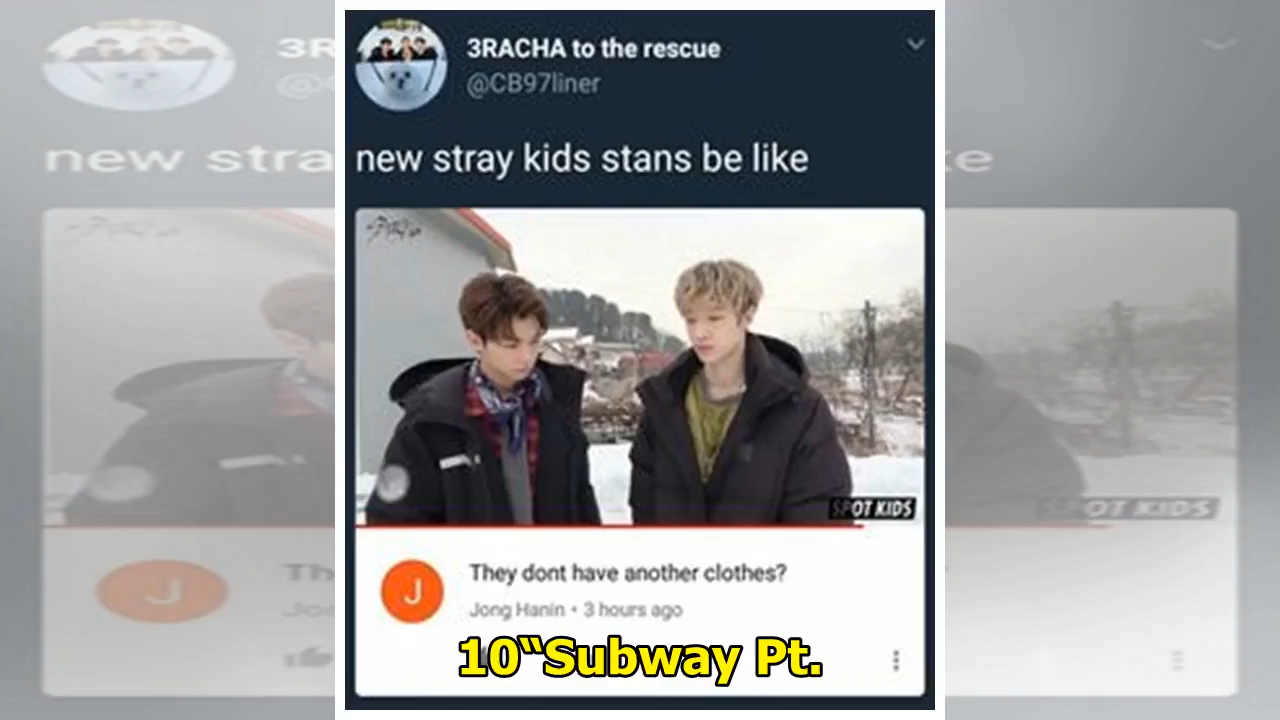 3RACHA to the rescue
@CB97liner
new stray kids stans be like
SPOT KIDS
J
They dont have another clothes?
Jong Hanin • 3 hours ago
10“Subway Pt.